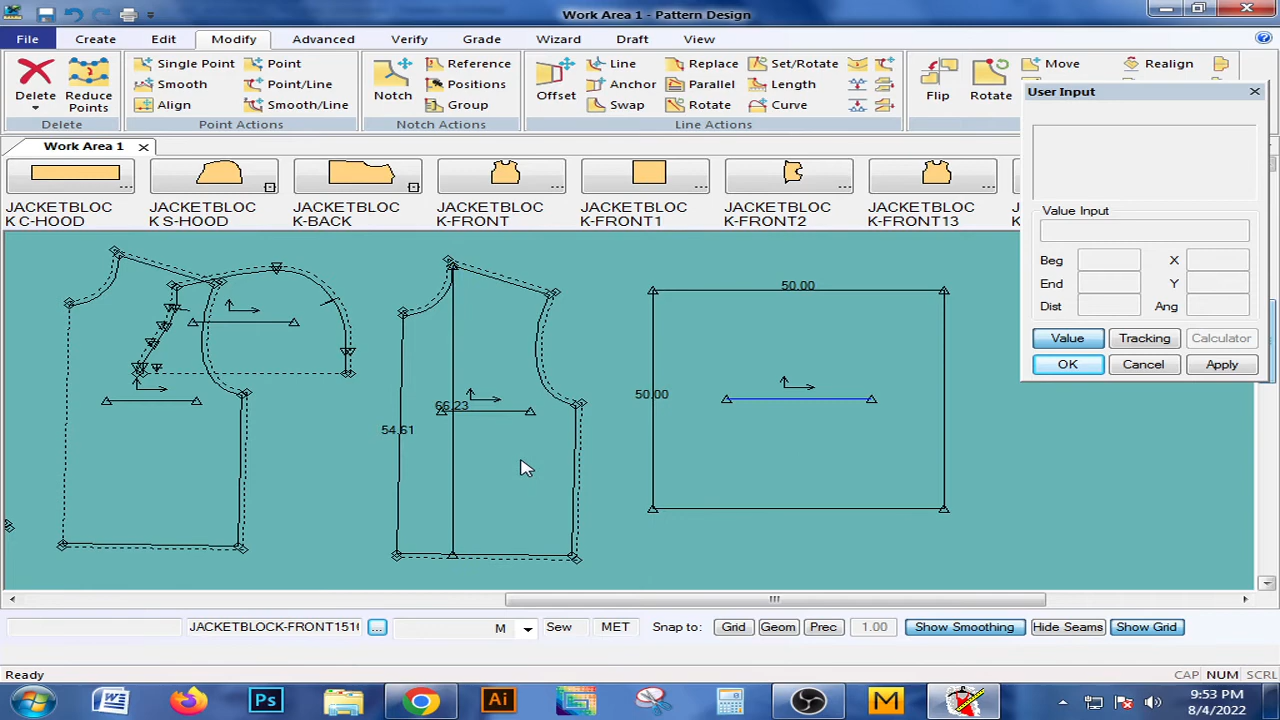 Work Area 1 - Pattern Design
File Create Edit Modify Advanced Verify Grade Wizard Draft View
Single Point Point Reference Line Replace Set/Rotate Move Realign
Smooth Point/Line Positions Anchor Parallel Length
Delete Reduce Points Notch Offset Flip Rotate
Align Smooth/Line Group Swap Rotate Curve
Delete Point Actions Notch Actions Line Actions
User Input
Work Area 1
JACKETBLOC JACKETBLOC JACKETBLOC JACKETBLOC JACKETBLOC JACKETBLOC JACKETBLOC
K C-HOOD K S-HOOD K-BACK K-FRONT K-FRONT1 K-FRONT2 K-FRONT13
Value Input
Beg X
End Y
Dist Ang
Value Tracking Calculator
OK Cancel Apply
50.00
50.00
66.23
54.61
JACKETBLOCK-FRONT151 ... M Sew MET Snap to: Grid Geom Prec 1.00 Show Smoothing Hide Seams Show Grid
Ready CAP NUM SCRL
W Ps Ai M
9:53 PM
8/4/2022